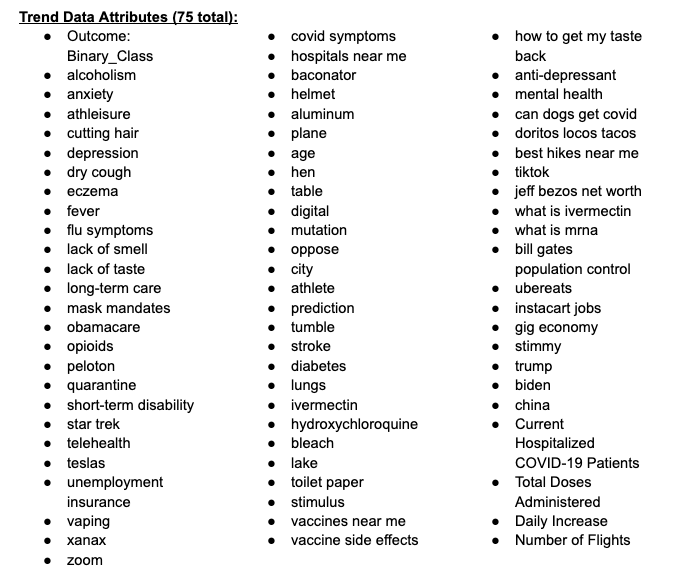 Trend Data Attributes (75 total):
● Outcome:
Binary_Class
● alcoholism
● anxiety
● athleisure
● cutting hair
● depression
● dry cough
● eczema
● fever
● flu symptoms
● lack of smell
● lack of taste
● long-term care
● mask mandates
● obamacare
● opioids
● peloton
● quarantine
● short-term disability
● star trek
● telehealth
● teslas
● unemployment
insurance
● vaping
● xanax
● zoom
● covid symptoms
● hospitals near me
● baconator
● helmet
● aluminum
● plane
● age
● hen
● table
● digital
● mutation
● oppose
● city
● athlete
● prediction
● tumble
● stroke
● diabetes
● lungs
● ivermectin
● hydroxychloroquine
● bleach
● lake
● toilet paper
● stimulus
● vaccines near me
● vaccine side effects
● how to get my taste
back
● anti-depressant
● mental health
● can dogs get covid
● doritos locos tacos
● best hikes near me
● tiktok
● jeff bezos net worth
● what is ivermectin
● what is mrna
● bill gates
population control
● ubereats
● instacart jobs
● gig economy
● stimmy
● trump
● biden
● china
● Current
Hospitalized
COVID-19 Patients
● Total Doses
Administered
● Daily Increase
● Number of Flights